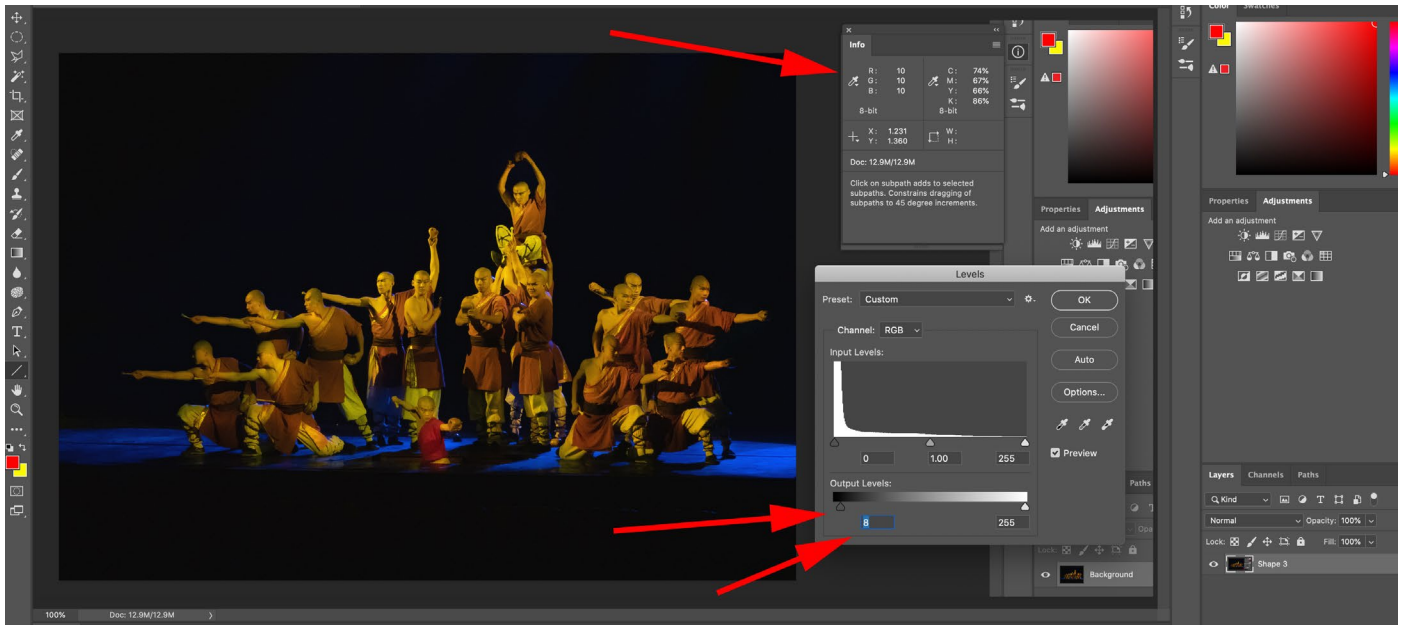 Color Swatches
Info
R: 10 C: 74%
G: 10 M: 67%
B: 10 Y: 66%
K: 86%
8-bit 8-bit
X: 1.231 W:
Y: 1.360 H:
Doc: 12.9M/12.9M
Click on subpath adds to selected
subpaths. Constrains dragging of
subpaths to 45 degree increments.
Properties Adjustments
Add an adjustment
Properties Adjustments
Add an adjustment
Levels
Preset: Custom
OK
Channel: RGB
Cancel
Input Levels:
Auto
Options...
0 1.00 255
Preview
Output Levels:
8 255
Paths
Opa
Lock:
Background
Layers Channels Paths
Kind
Normal Opacity: 100%
Lock: Fill: 100%
Shape 3
100% Doc: 12.9M/12.9M